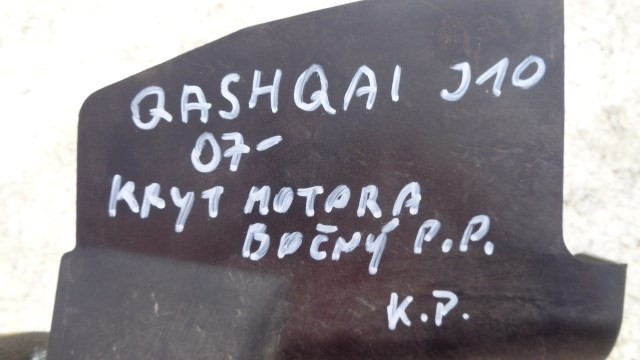 QASHQAI J10
07-
KRYT MOTORA
BOČNÝ P.P.
K.P.